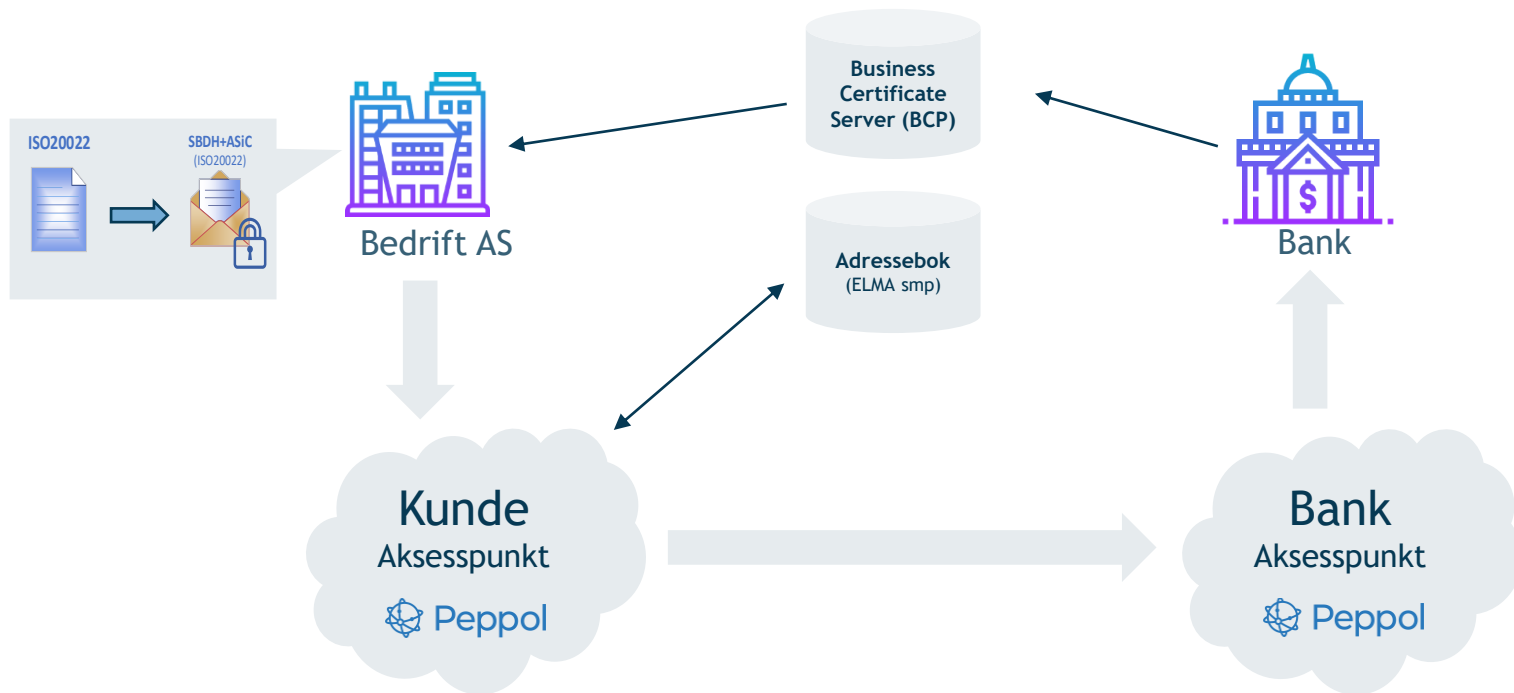 ISO20022
SBDH+ASiC
(ISO20022)
Bedrift AS
Business
Certificate
Server (BCP)
Adressebok
(ELMA smp)
$
Bank
Kunde
Aksesspunkt
Peppol
Bank
Aksesspunkt
Peppol